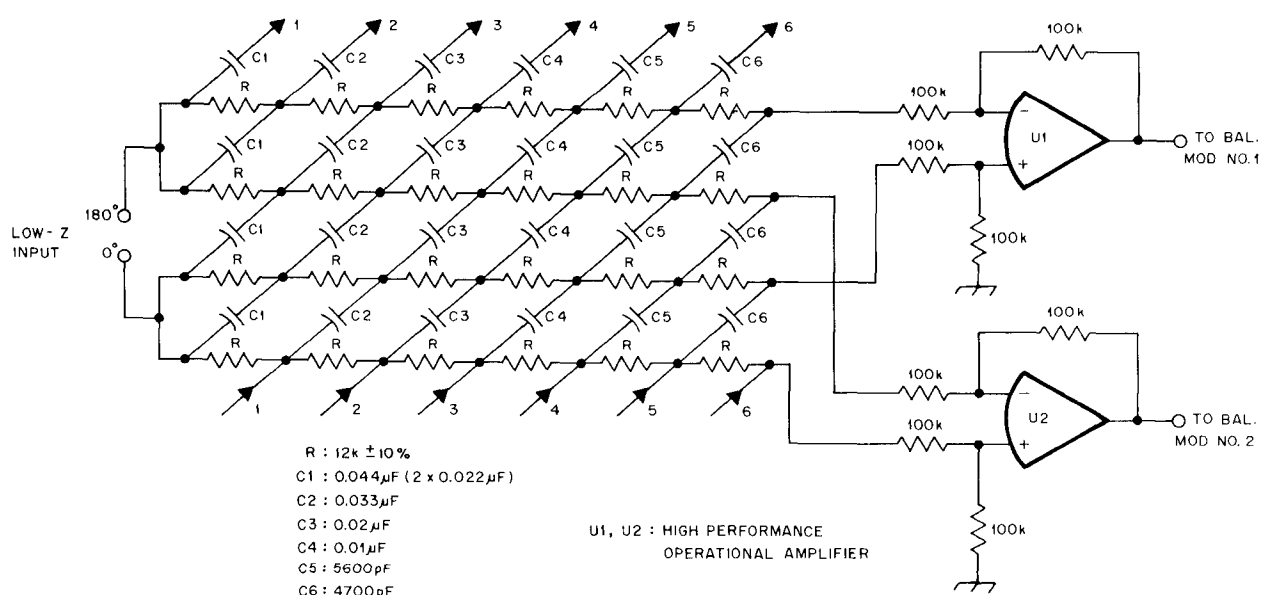 1 2 3 4 5 6
C1 C2 C3 C4 C5 C6
R R R R R R
C1 C2 C3 C4 C5 C6
R R R R R R
C1 C2 C3 C4 C5 C6
R R R R R R
C1 C2 C3 C4 C5 C6
R R R R R R
1 2 3 4 5 6
180°
LOW-Z
INPUT
0°
100k
100k
−
U1
100k
+
100k
TO BAL.
MOD NO.1
100k
100k
−
U2
100k
+
100k
TO BAL.
MOD NO.2
R : 12k ±10%
C1 : 0.044µF (2 x 0.022µF)
C2 : 0.033µF
C3 : 0.02µF
C4 : 0.01µF
C5 : 5600pF
C6 : 4700pF
U1, U2 : HIGH PERFORMANCE
OPERATIONAL AMPLIFIER